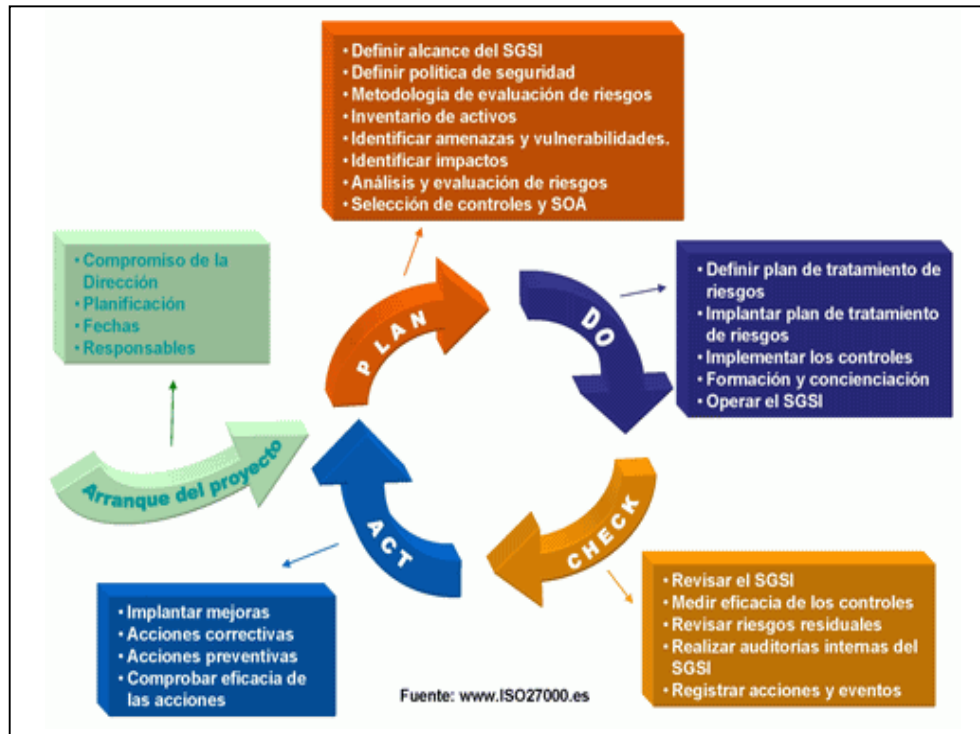 • Definir alcance del SGSI
• Definir política de seguridad
• Metodología de evaluación de riesgos
• Inventario de activos
• Identificar amenazas y vulnerabilidades.
• Identificar impactos
• Análisis y evaluación de riesgos
• Selección de controles y SOA
• Compromiso de la
Dirección
• Planificación
• Fechas
• Responsables
Arranque del proyecto
PLAN
DO
• Definir plan de tratamiento de
riesgos
• Implantar plan de tratamiento
de riesgos
• Implementar los controles
• Formación y concienciación
• Operar el SGSI
CHECK
• Revisar el SGSI
• Medir eficacia de los controles
• Revisar riesgos residuales
• Realizar auditorías internas del
SGSI
• Registrar acciones y eventos
ACT
• Implantar mejoras
• Acciones correctivas
• Acciones preventivas
• Comprobar eficacia de
las acciones
Fuente: www.ISO27000.es